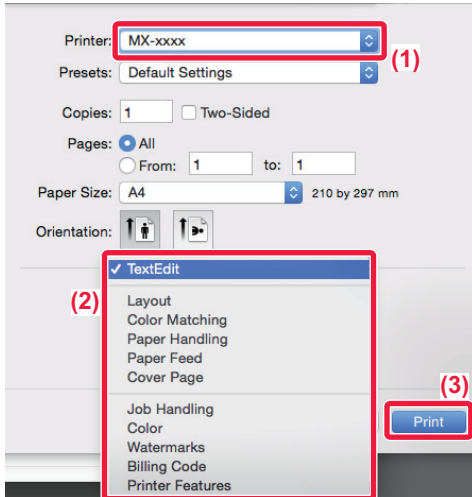 Printer: MX-xxxx
(1)
Presets: Default Settings
Copies: 1 Two-Sided
Pages: All
From: 1 to: 1
Paper Size: A4 210 by 297 mm
Orientation:
✓ TextEdit
(2)
Layout
Color Matching
Paper Handling
Paper Feed
Cover Page
(3)
Job Handling
Color
Print
Watermarks
Billing Code
Printer Features